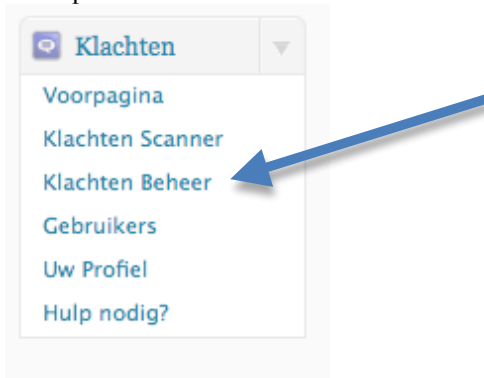 Klachten
Voorpagina
Klachten Scanner
Klachten Beheer
Gebruikers
Uw Profiel
Hulp nodig?